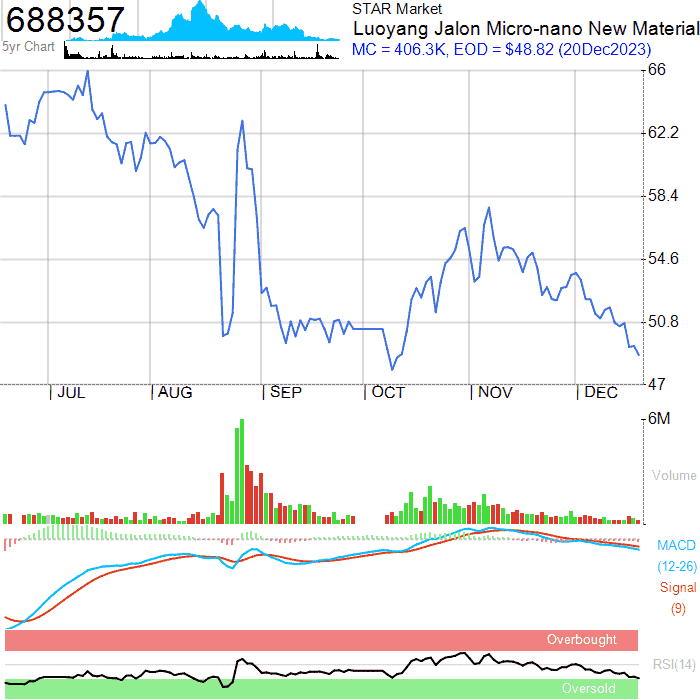 688357
STAR Market
Luoyang Jalon Micro-nano New Material
5yr Chart
MC = 406.3K, EOD = $48.82 (20Dec2023)
66
62.2
58.4
54.6
50.8
47
JUL
AUG
SEP
OCT
NOV
DEC
6M
Volume
MACD
(12-26)
Signal
(9)
Overbought
RSI(14)
Oversold